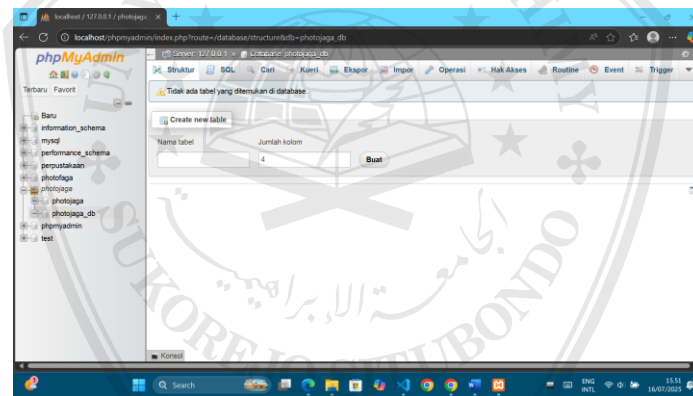 localhost / 127.0.0.1 / photojaga
localhost/phpmyadmin/index.php?route=/database/structure&db=photojaga_db
phpMyAdmin
Terbaru Favorit
Baru
information_schema
mysql
performance_schema
perpustakaan
photofaga
photojaga
photojaga
photojaga_db
phpmyadmin
test
Server: 127.0.0.1 » Database: photojaga_db
Struktur SQL Cari Kueri Ekspor Impor Operasi Hak Akses Routine Event Trigger
Tidak ada tabel yang ditemukan di database.
Create new table
Nama tabel Jumlah kolom
4 Buat
Konsol
Search ENG INTL 15.51 16/07/2025
SUKOREJO SITUBONDO